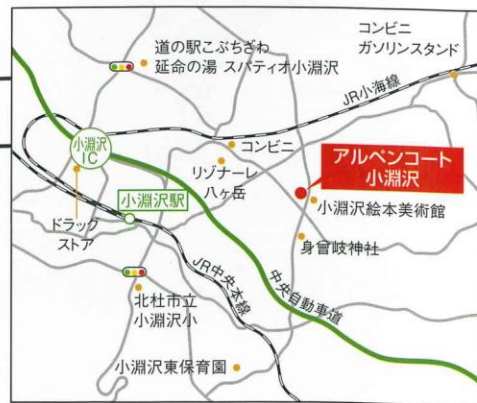 道の駅こぶちざわ
延命の湯 スパティオ小淵沢
コンビニ
ガソリンスタンド
JR小海線
小淵沢
IC
コンビニ
リゾナーレ
八ヶ岳
アルペンコート
小淵沢
小淵沢絵本美術館
小淵沢駅
ドラッグ
ストア
身曾岐神社
JR中央本線
中央自動車道
北杜市立
小淵沢小
小淵沢東保育園